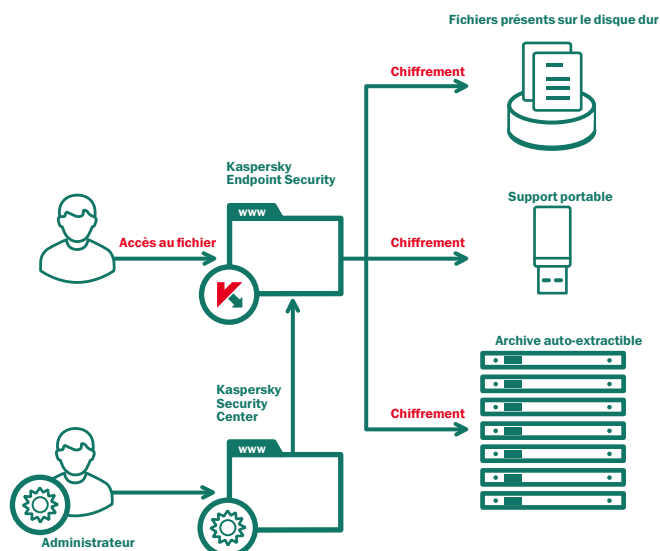 Fichiers présents sur le disque dur
Chiffrement
Kaspersky
Endpoint Security
www
Support portable
Accès au fichier
Chiffrement
Archive auto-extractible
Kaspersky
Security
Center
Chiffrement
www
Administrateur